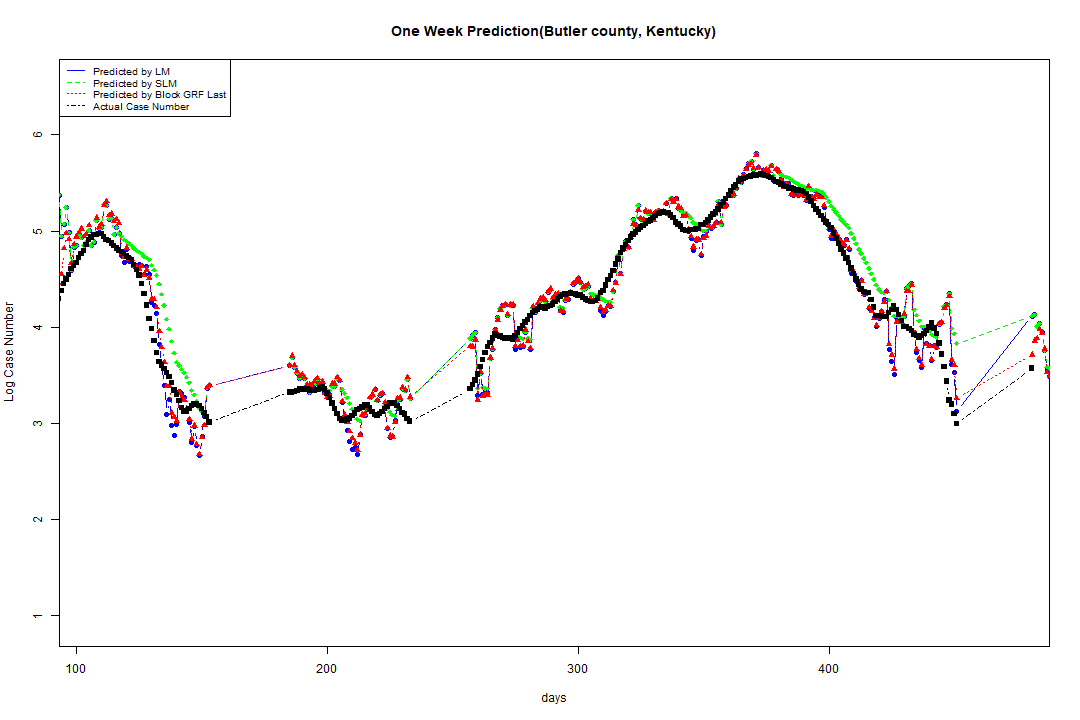 One Week Prediction(Butler county, Kentucky)
Predicted by LM
Predicted by SLM
Predicted by Block GRF Last
Actual Case Number
Log Case Number
6
5
4
3
2
1
100 200 300 400
days